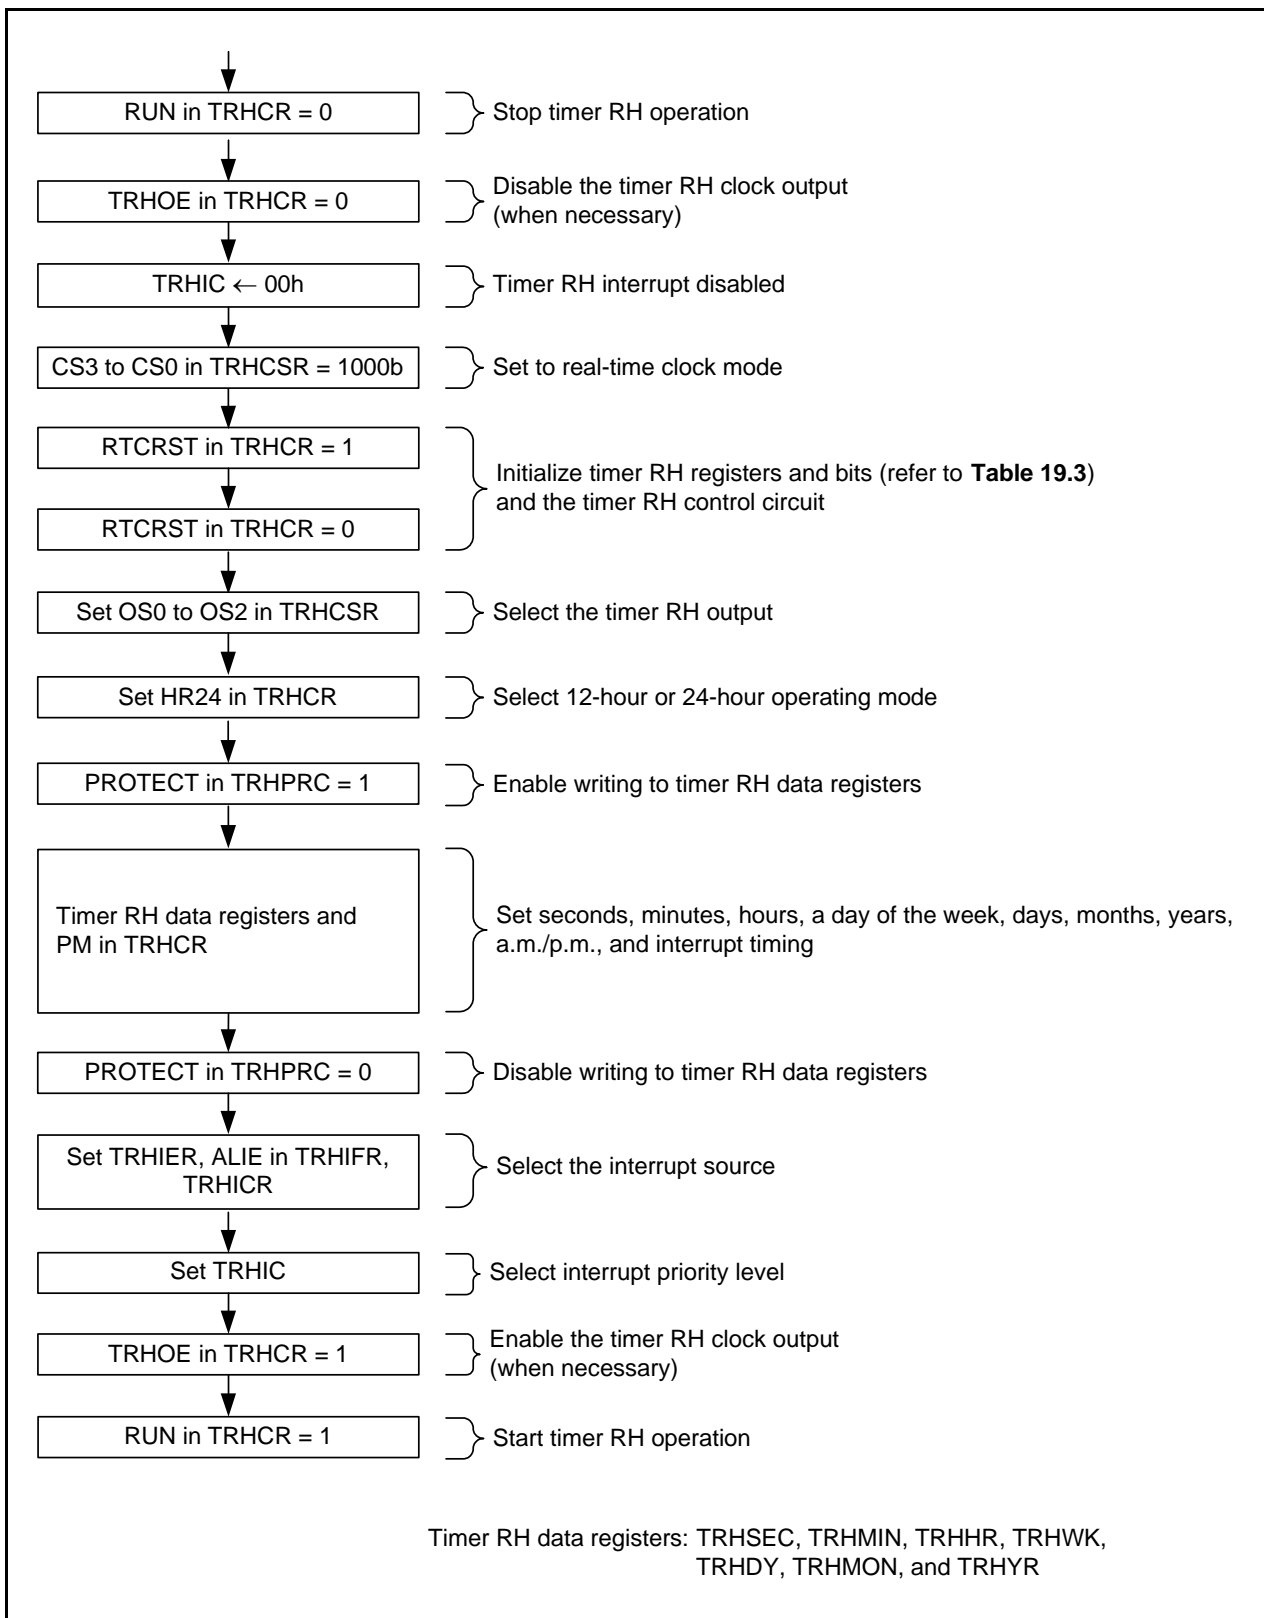 RUN in TRHCR = 0
Stop timer RH operation
TRHOE in TRHCR = 0
Disable the timer RH clock output
(when necessary)
TRHIC ← 00h
Timer RH interrupt disabled
CS3 to CS0 in TRHCSR = 1000b
Set to real-time clock mode
RTCRST in TRHCR = 1
RTCRST in TRHCR = 0
Initialize timer RH registers and bits (refer to Table 19.3)
and the timer RH control circuit
Set OS0 to OS2 in TRHCSR
Select the timer RH output
Set HR24 in TRHCR
Select 12-hour or 24-hour operating mode
PROTECT in TRHPRC = 1
Enable writing to timer RH data registers
Timer RH data registers and
PM in TRHCR
Set seconds, minutes, hours, a day of the week, days, months, years,
a.m./p.m., and interrupt timing
PROTECT in TRHPRC = 0
Disable writing to timer RH data registers
Set TRHIER, ALIE in TRHIFR,
TRHICR
Select the interrupt source
Set TRHIC
Select interrupt priority level
TRHOE in TRHCR = 1
Enable the timer RH clock output
(when necessary)
RUN in TRHCR = 1
Start timer RH operation
Timer RH data registers: TRHSEC, TRHMIN, TRHHR, TRHWK,
TRHDY, TRHMON, and TRHYR